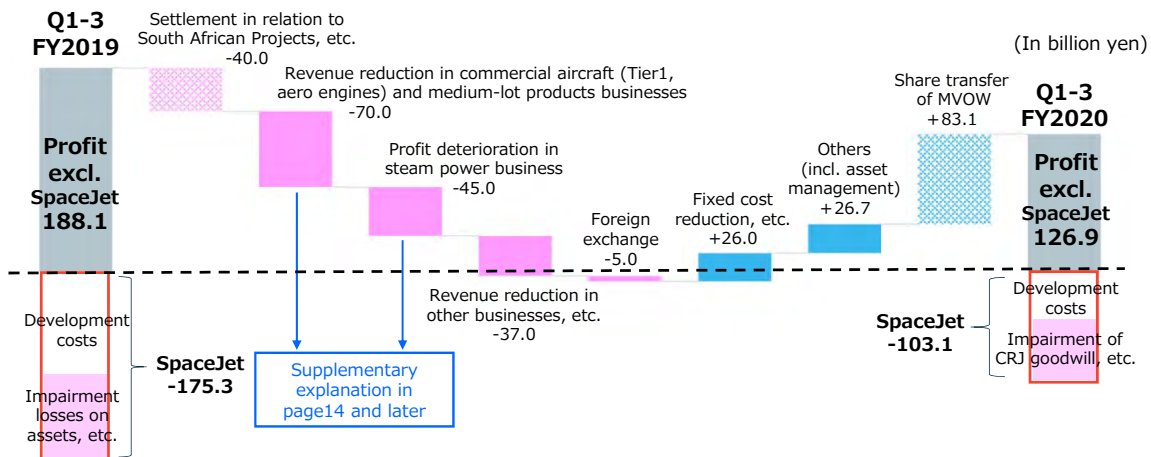 Q1-3
FY2019
Settlement in relation to
South African Projects, etc.
-40.0
Revenue reduction in commercial aircraft (Tier1,
aero engines) and medium-lot products businesses
-70.0
Profit deterioration in
steam power business
-45.0
Revenue reduction in
other businesses, etc.
-37.0
Foreign
exchange
-5.0
Fixed cost
reduction, etc.
+26.0
Others
(incl. asset
management)
+26.7
Share transfer
of MVOW
+83.1
(In billion yen)
Q1-3
FY2020
Profit
excl.
SpaceJet
188.1
Profit
excl.
SpaceJet
126.9
Development
costs
Impairment
losses on
assets, etc.
SpaceJet
-175.3
Supplementary
explanation in
page14 and later
SpaceJet
-103.1
Development
costs
Impairment of
CRJ goodwill, etc.